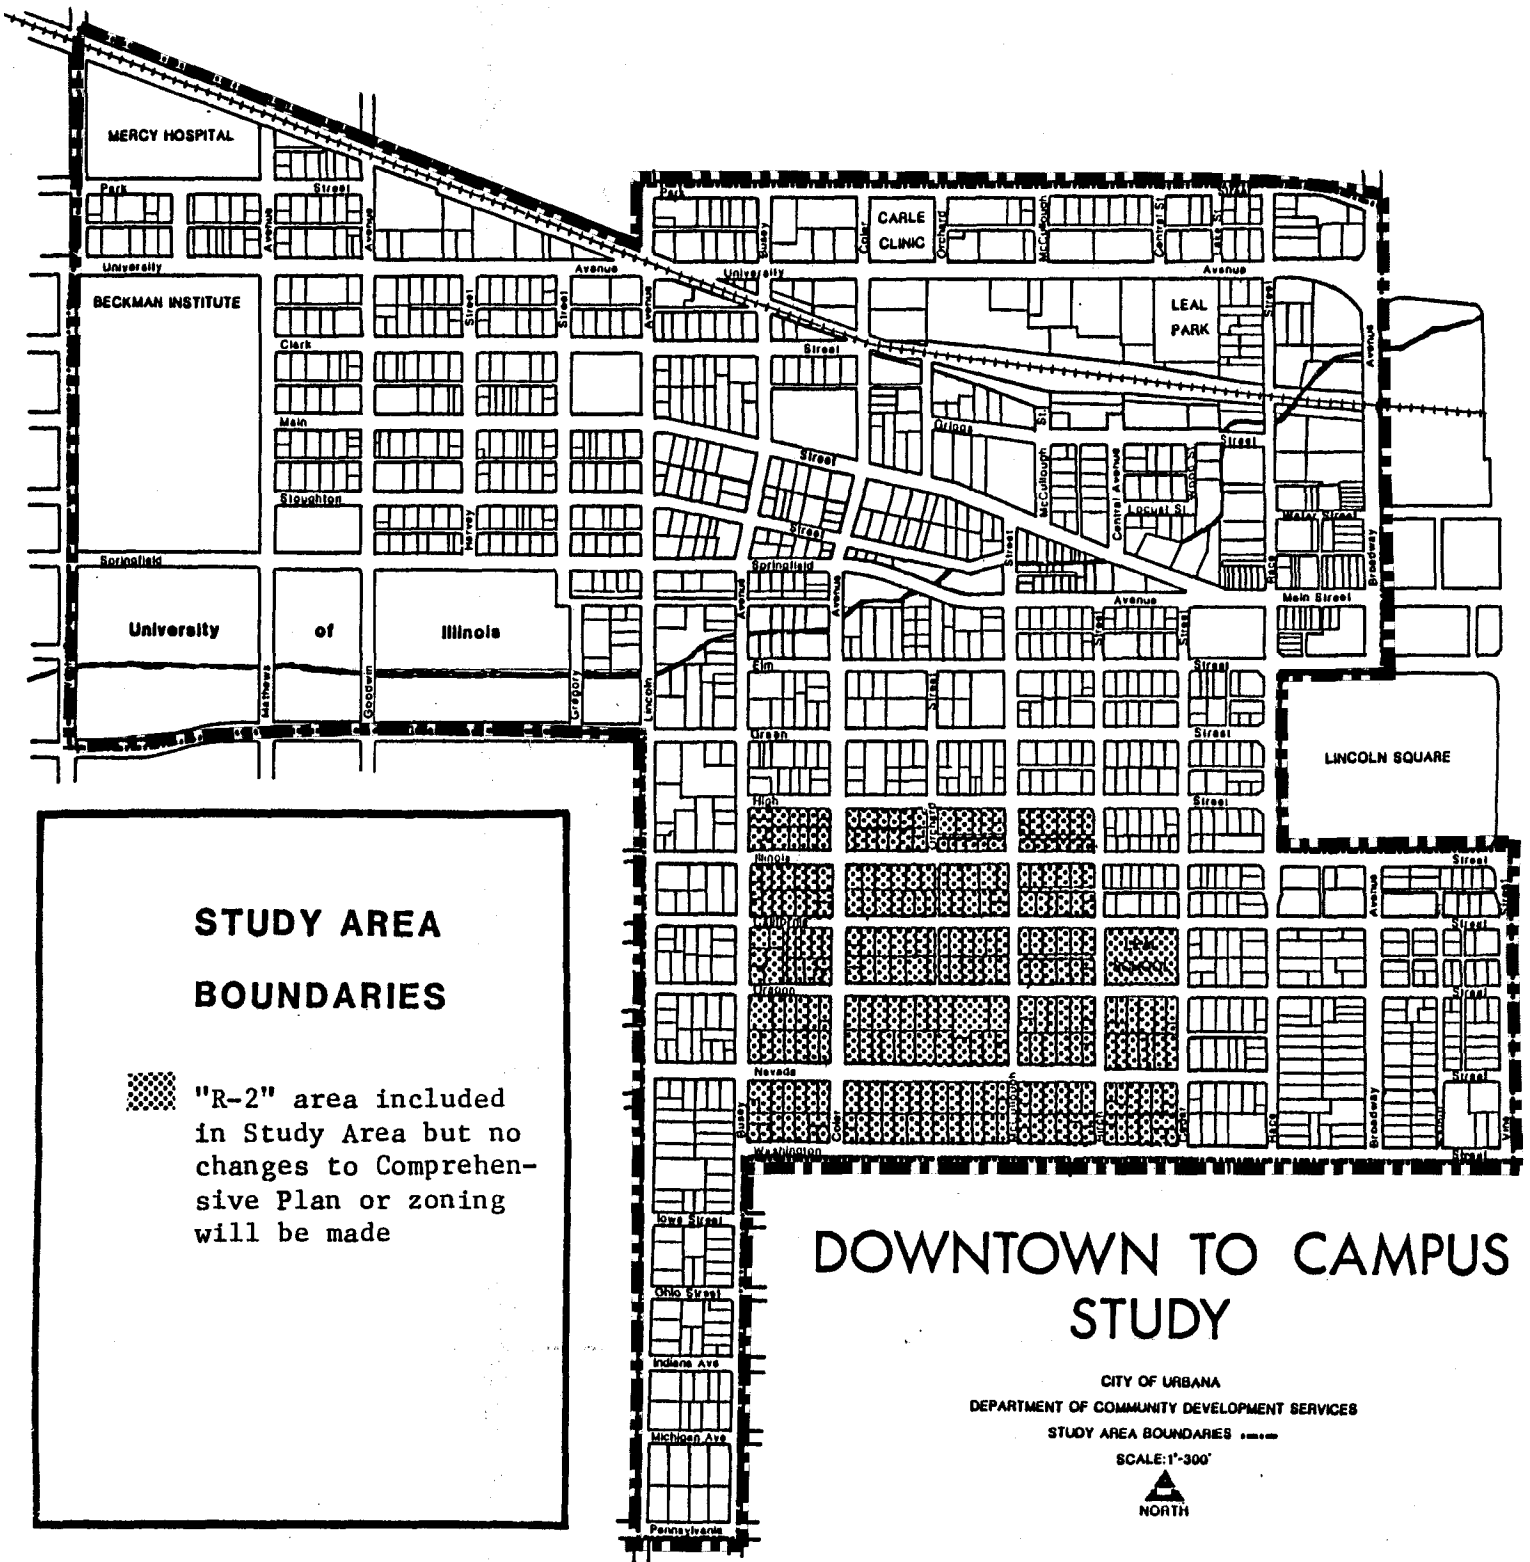 MERCY HOSPITAL
Park
Street
Avenue
Avenue
University
Avenue
BECKMAN INSTITUTE
Street
Street
Avenue
Clark
Main
Stoughton
Harvey
Springfield
University of Illinois
Mathews
Goodwin
Gregory
Lincoln
Park
Street
Busey
Coler
CARLE
CLINIC
Orchard
McCullough
Central St
Lake St
University
Avenue
LEAL
PARK
Street
Avenue
Street
Griggs
St.
Street
Street
McCullough
Central Avenue
Wood St
Locust St.
Water Street
Street
Street
Race
Broadway
Springfield
Avenue
Avenue
Avenue
Main Street
Street
Street
Elm
Street
Street
Green
Street
LINCOLN SQUARE
High
Street
Orchard
Illinois
Street
Avenue
Street
California
Street
LEAL
SCHOOL
Oregon
Street
Nevada
Street
Busey
Coler
McCullough
Birch
Race
Broadway
Vine
Washington
Street
Iowa Street
Ohio Street
Indiana Ave
Michigan Ave
Pennsylvania
STUDY AREA
BOUNDARIES
"R-2" area included
in Study Area but no
changes to Comprehen-
sive Plan or zoning
will be made
DOWNTOWN TO CAMPUS
STUDY
CITY OF URBANA
DEPARTMENT OF COMMUNITY DEVELOPMENT SERVICES
STUDY AREA BOUNDARIES
SCALE:1"-300'
NORTH